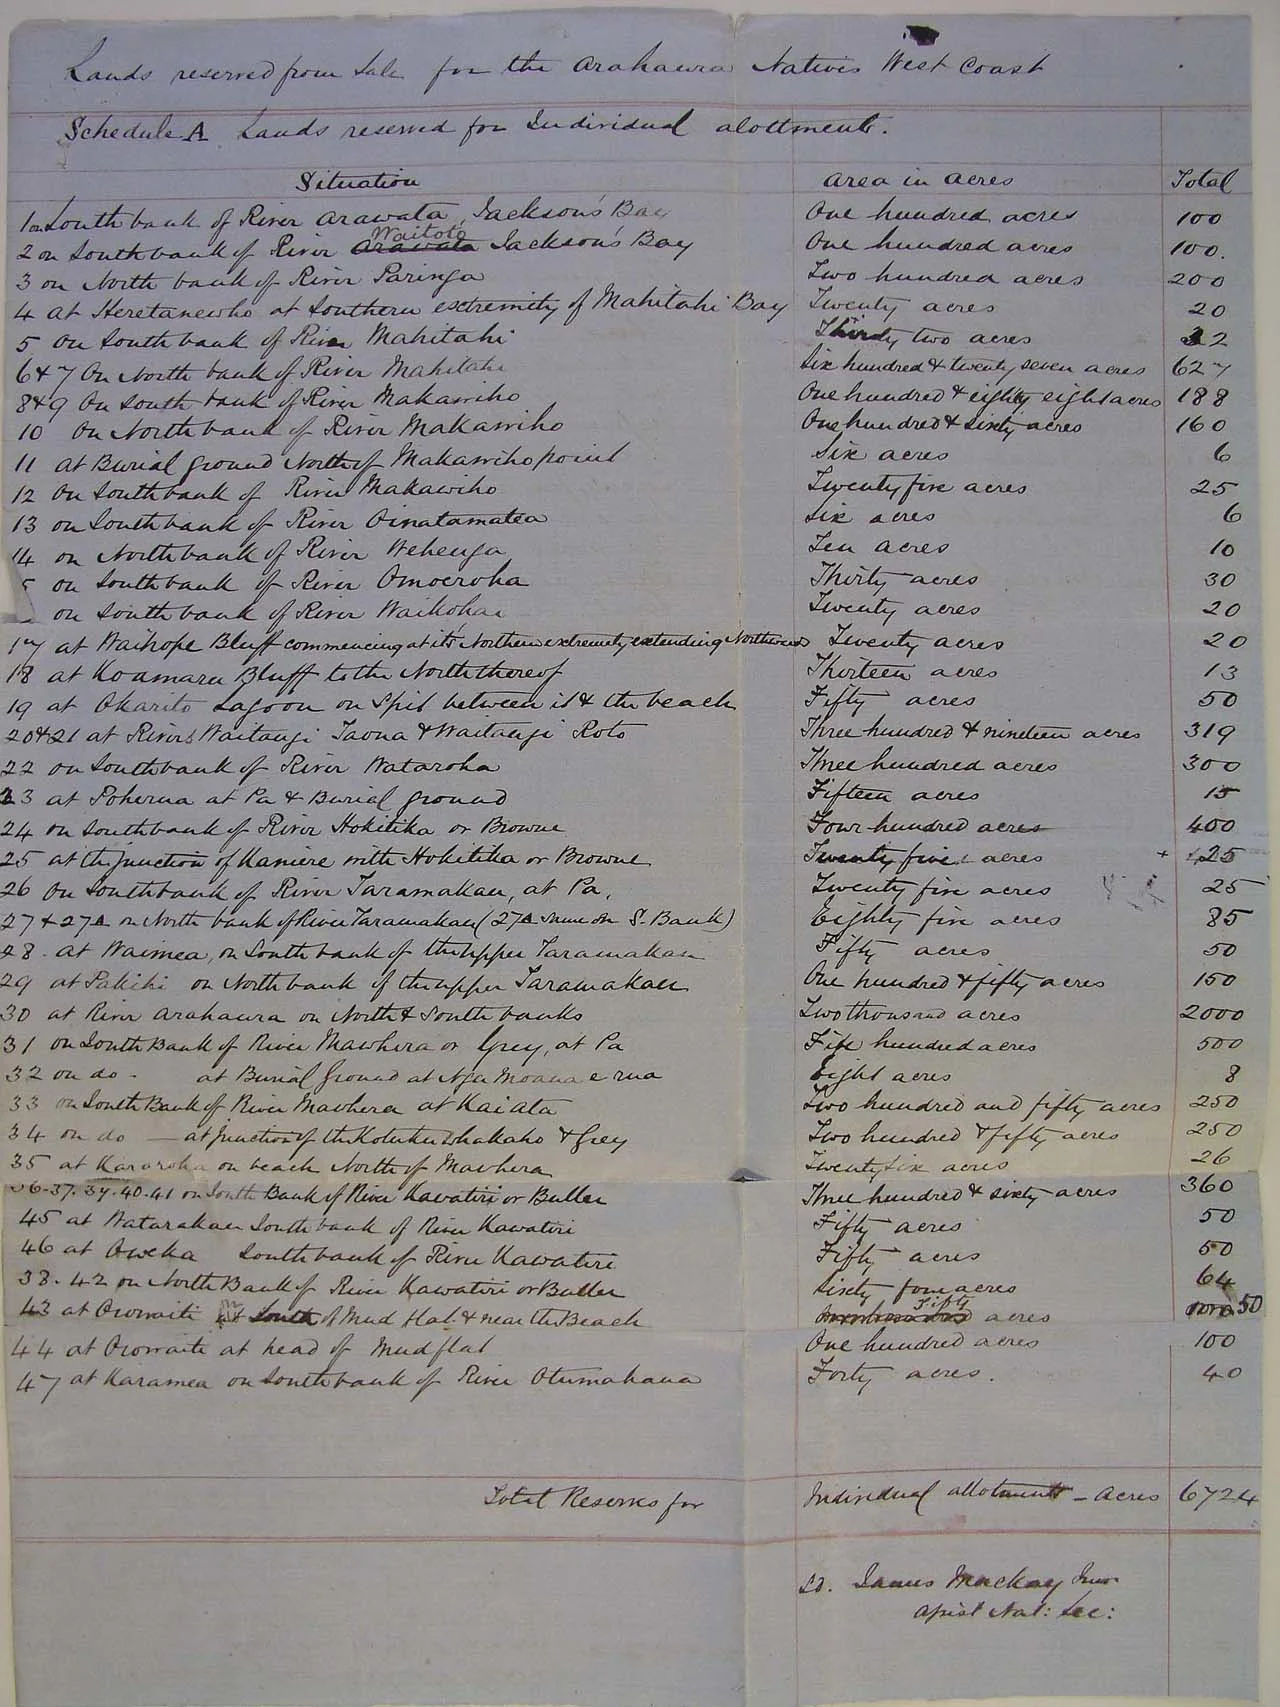 Lands reserved from Sale for the Arahaura Natives West Coast
Schedule A Lands reserved for Individual alottments.
Situation Area in acres Total
1 on South bank of River Arawata, Jackson's Bay One hundred acres 100
Waitoto
2 on South bank of River Arawata Jackson's Bay One hundred acres 100.
3 on North bank of River Paringa Two hundred acres 200
4 at Heretaniwho at Southern extremity of Mahitahi Bay Twenty acres 20
5 on South bank of River Mahitahi Thirty two acres 32
6 & 7 On North bank of River Mahitahi Six hundred & twenty seven acres 627
8 & 9 On South bank of River Makawiho One hundred & eighty eight acres 188
10 On North bank of River Makawiho One hundred & sixty acres 160
11 at Burial ground North of Makawiho point Six acres 6
12 On South bank of River Makawiho Twenty five acres 25
13 on South bank of River Oinatamatea Six acres 6
14 on North bank of River Wehenga Ten acres 10
5 on South bank of River Omoeroha Thirty acres 30
on South bank of River Waikohai Twenty acres 20
17 at Waikope Bluff commencing at its Northern extremity extending Northwards Twenty acres 20
18 at Koamaru Bluff to the North thereof Thirteen acres 13
19 at Okarito Lagoon on Spit between it & the beach Fifty acres 50
20 & 21 at Rivers Waitangi Taona & Waitangi Roto Three hundred & nineteen acres 319
22 on South bank of River Wataroha Three hundred acres 300
23 at Poherua at Pa & Burial ground Fifteen acres 15
24 on South bank of River Hokitika or Browne Four hundred acres 400
25 at the junction of Kaniere with Hokitika or Browne Twenty five acres + 25
26 On South bank of River Taramakau, at Pa. Twenty five acres 25
27 & 27A on North bank of River Taramakau (27A same on S. Bank) Eighty five acres 85
28. at Waimea, on South bank of the upper Taramakau Fifty acres 50
29 at Pakihi on North bank of the upper Taramakau One hundred & fifty acres 150
30 at River Arahaura on North & South banks Two thousand acres 2000
31 on South Bank of River Mawhera or Grey, at Pa Five hundred acres 500
32 on do - at Burial Ground at Nga Moana e rua Eight acres 8
33 on South Bank of River Mawhera at Kaiata Two hundred and fifty acres 250
34 on do — at junction of the Kotuku whakaho & Grey Two hundred & fifty acres 250
35 at Kararoha on beach North of Mawhera Twenty six acres 26
36.37.39.40.41 on South Bank of River Kawatiri or Buller Three hundred & sixty acres 360
45 at Watarakau South bank of River Kawatiri Fifty acres 50
46 at Oweka South bank of River Kawatiri Fifty acres 50
38.42 on North Bank of River Kawatiri or Buller Sixty four acres 64
Fifty
43 at Orowaiti South of Mud flat & near the Beach acres 50
44 at Orowaiti at head of Mud flat One hundred acres 100
47 at Karamea on South bank of River Otumahana Forty acres. 40
Total Reserves for Individual allotments - Acres 6724
Sd. James Mackay Junr
Assist Nat: Sec: